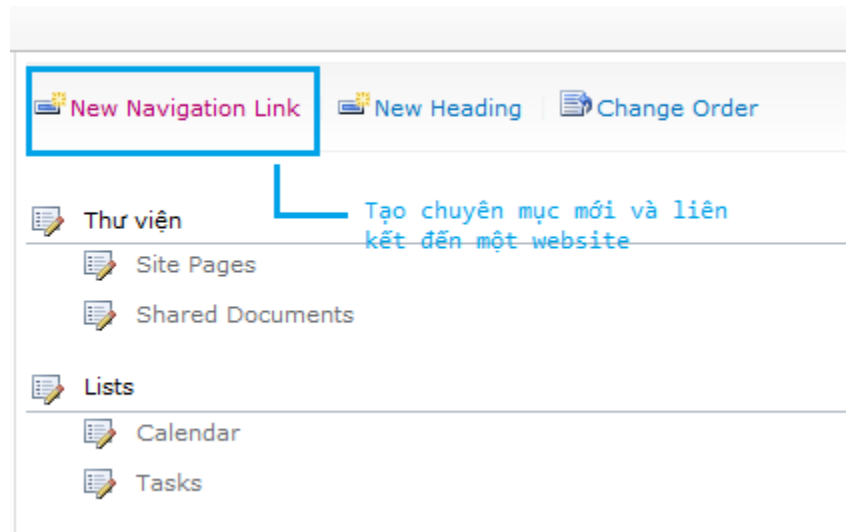 New Navigation Link New Heading Change Order
Tạo chuyên mục mới và liên
kết đến một website
Thư viện
Site Pages
Shared Documents
Lists
Calendar
Tasks